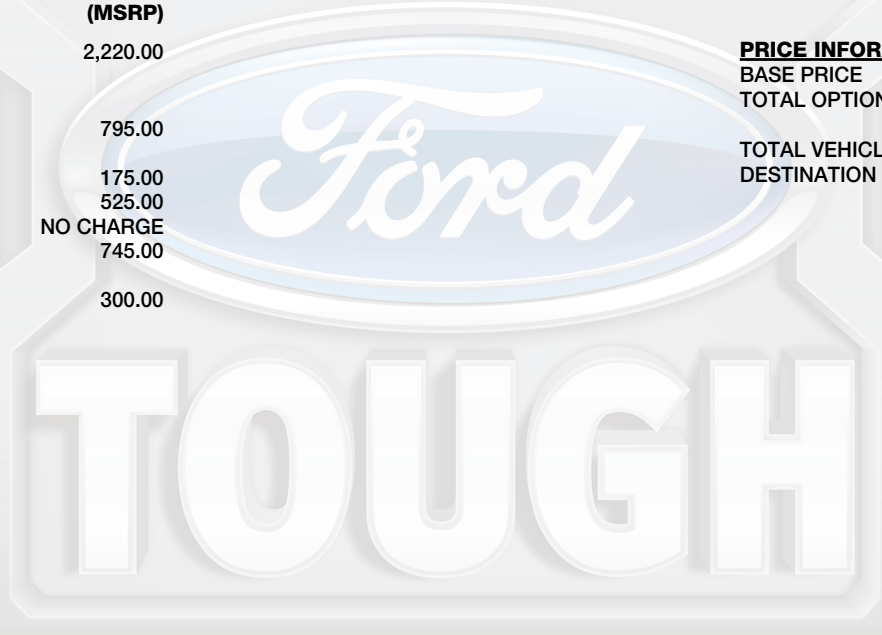 (MSRP)
2,220.00
795.00
175.00
525.00
NO CHARGE
745.00
300.00
PRICE INFOR
BASE PRICE
TOTAL OPTION
TOTAL VEHICL
DESTINATION
Ford
TOUGH